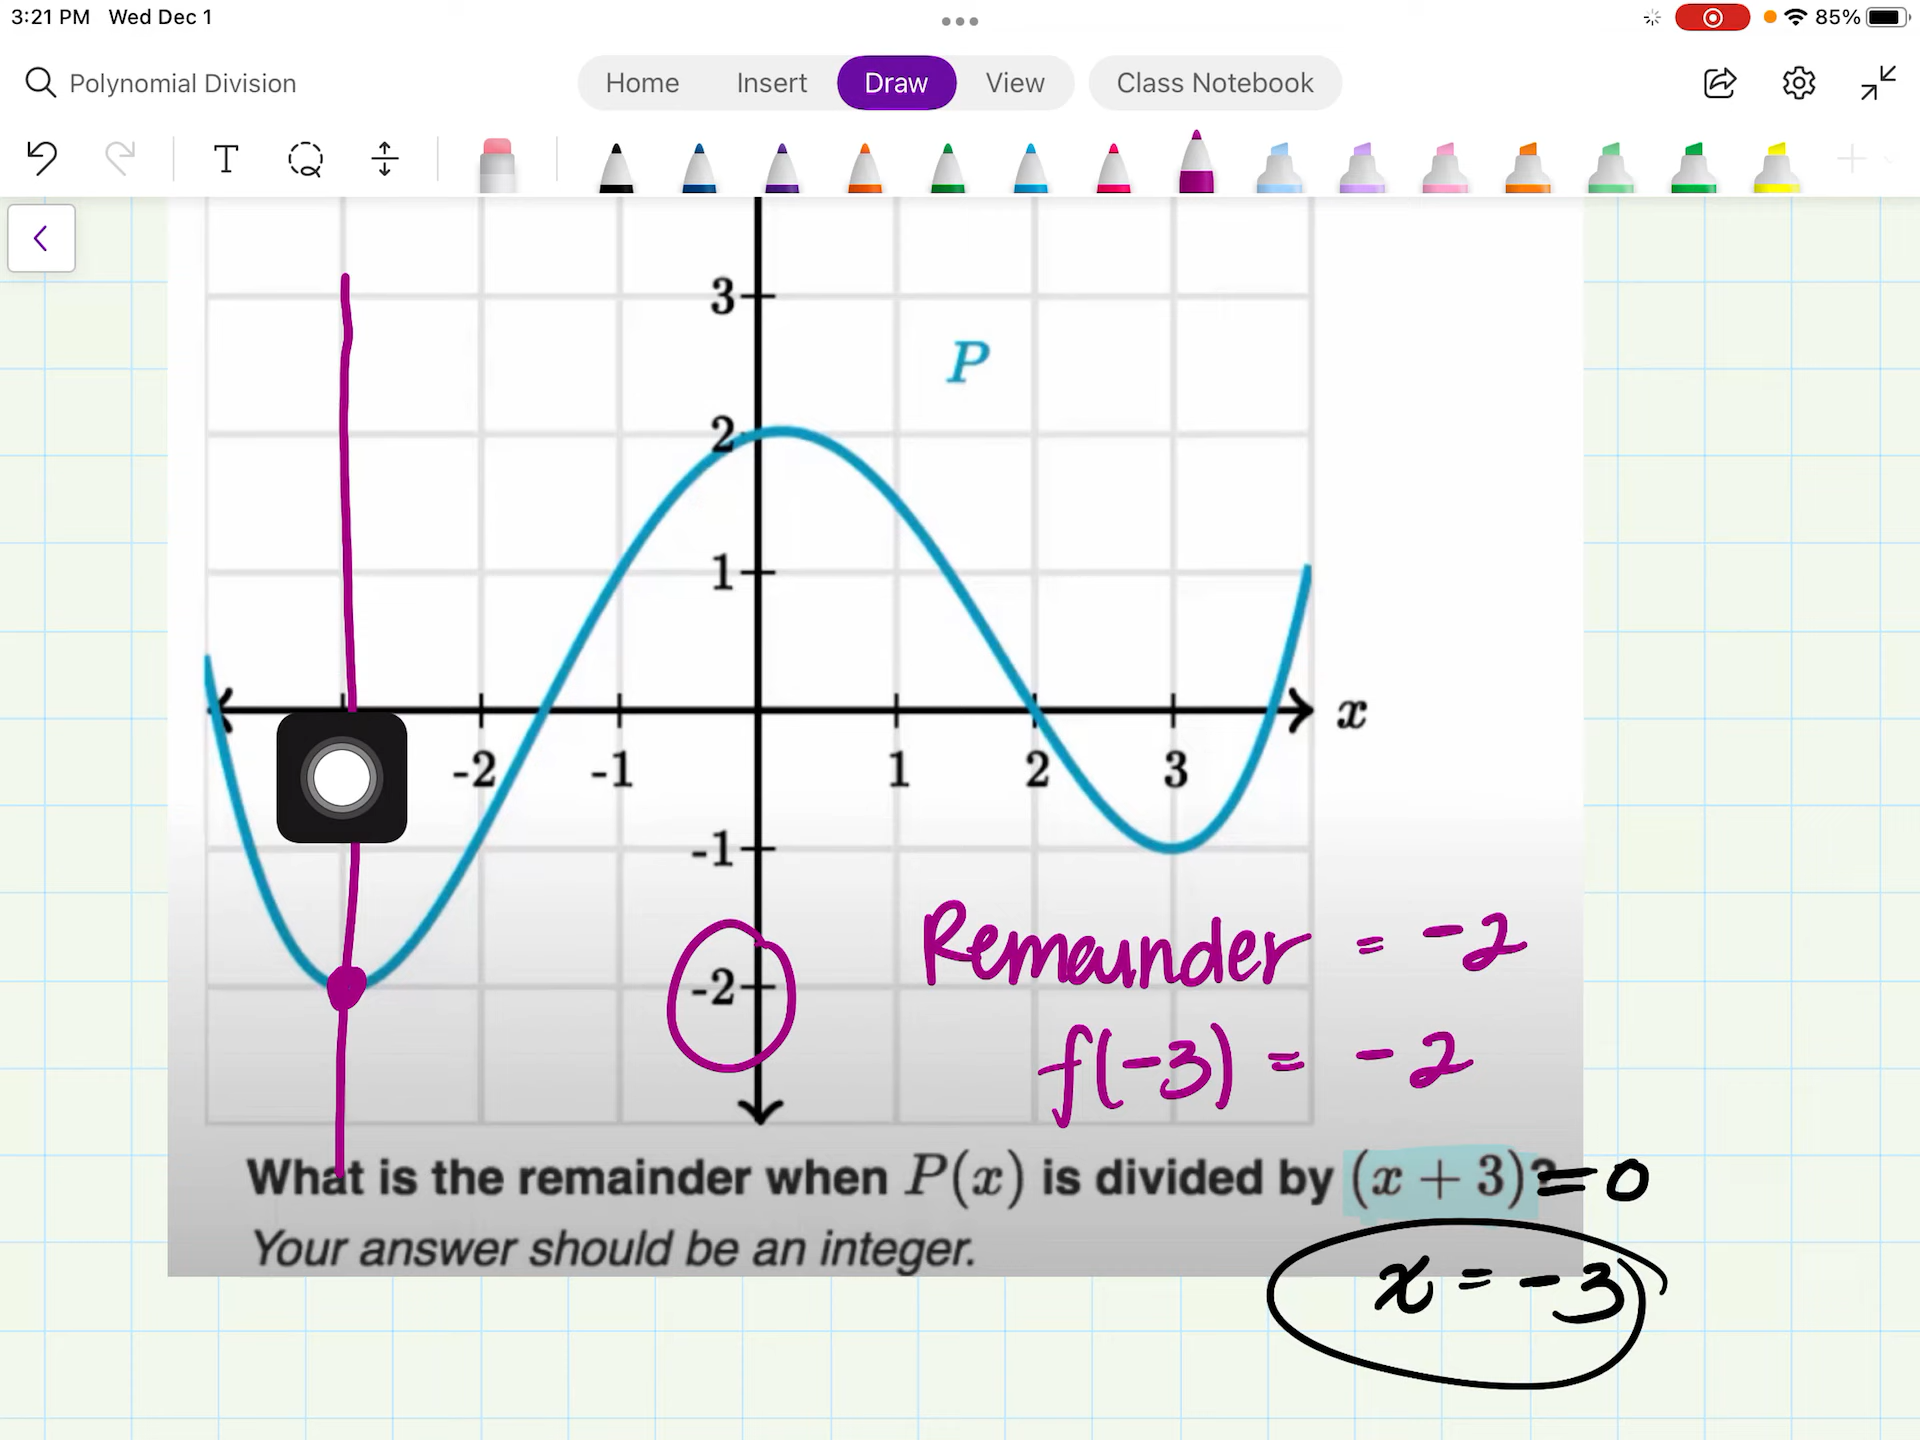 3:21 PM Wed Dec 1
85%
Polynomial Division
Home Insert Draw View Class Notebook
T
3
P
2
1
x
-2 -1 1 2 3
-1
Remainder = -2
-2
f(-3) = -2
What is the remainder when P(x) is divided by (x + 3)? = 0
Your answer should be an integer.
x = -3